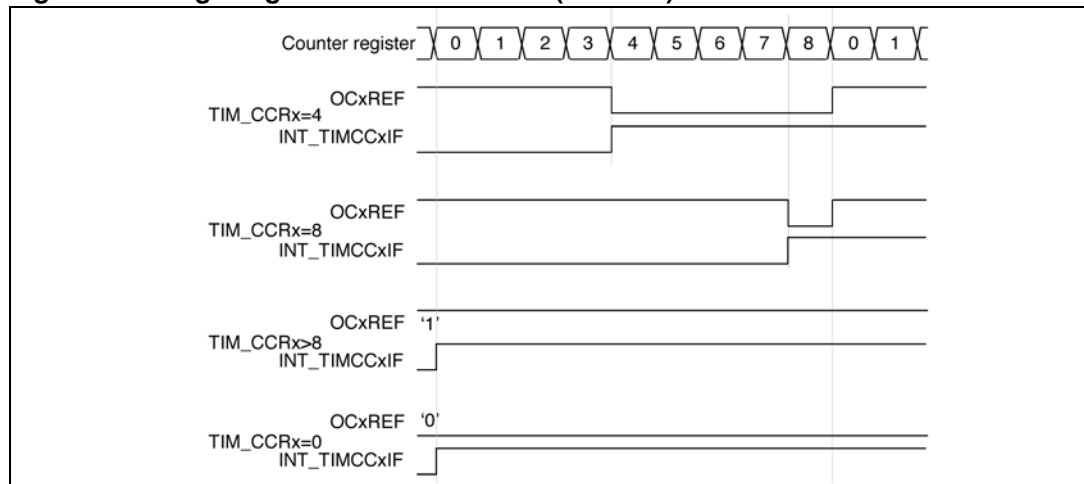 Counter register 0 1 2 3 4 5 6 7 8 0 1
OCxREF
TIM_CCRx=4
INT_TIMCCxIF
OCxREF
TIM_CCRx=8
INT_TIMCCxIF
OCxREF '1'
TIM_CCRx>8
INT_TIMCCxIF
OCxREF '0'
TIM_CCRx=0
INT_TIMCCxIF